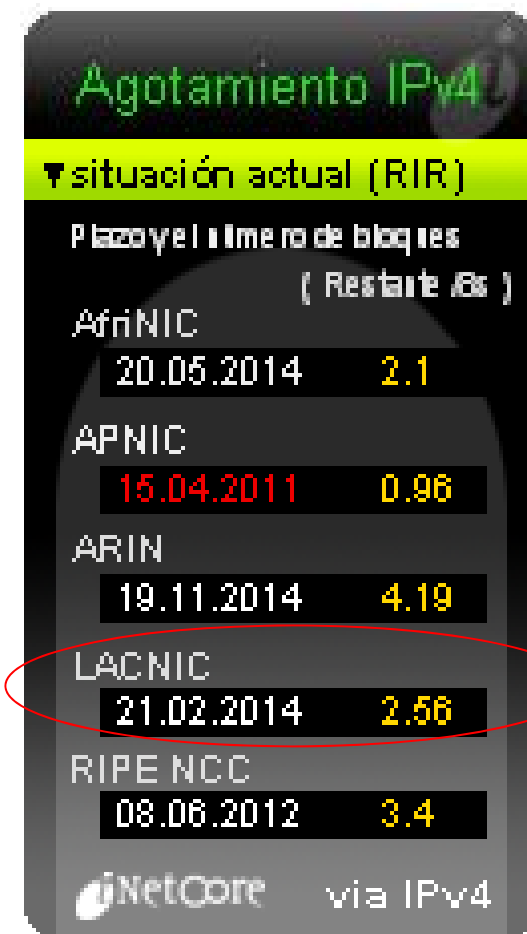 Agotamiento IPv4
▼situación actual (RIR)
Plazo y el número de bloques
( Restante /8s )
AfriNIC
20.05.2014 2.1
APNIC
15.04.2011 0.96
ARIN
19.11.2014 4.19
LACNIC
21.02.2014 2.56
RIPE NCC
08.06.2012 3.4
iNetCore via IPv4